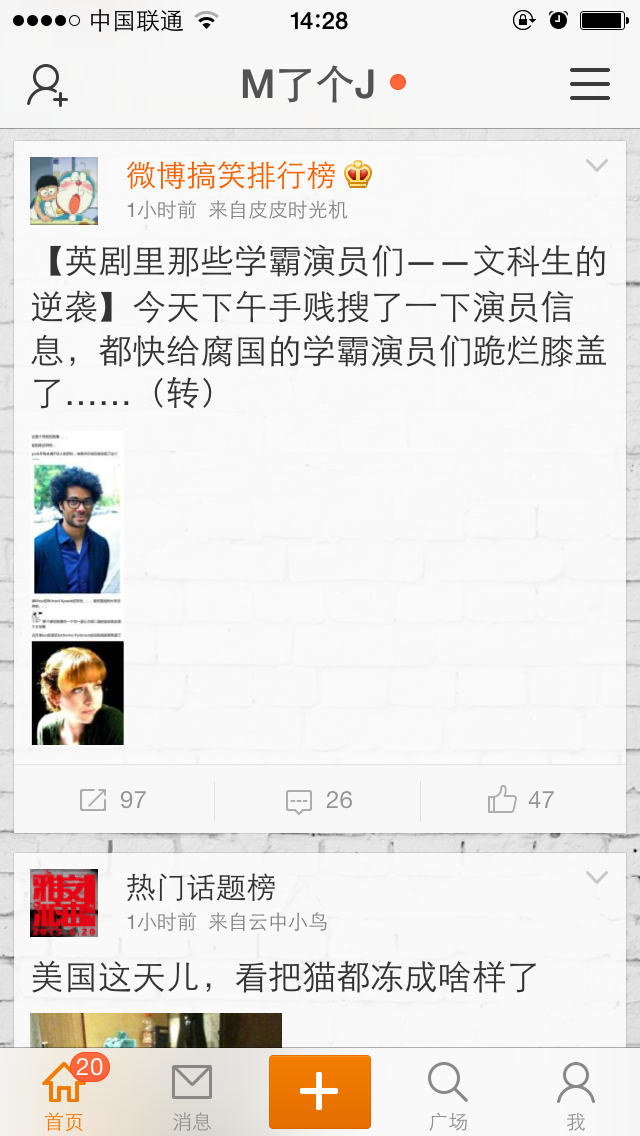 中国联通
14:28
M了个J
微博搞笑排行榜
1小时前 来自皮皮时光机
【英剧里那些学霸演员们——文科生的
逆袭】今天下午手贱搜了一下演员信
息，都快给腐国的学霸演员们跪烂膝盖
了……（转）
97
26
47
热门话题榜
1小时前 来自云中小鸟
美国这天儿，看把猫都冻成啥样了
20
首页
消息
广场
我